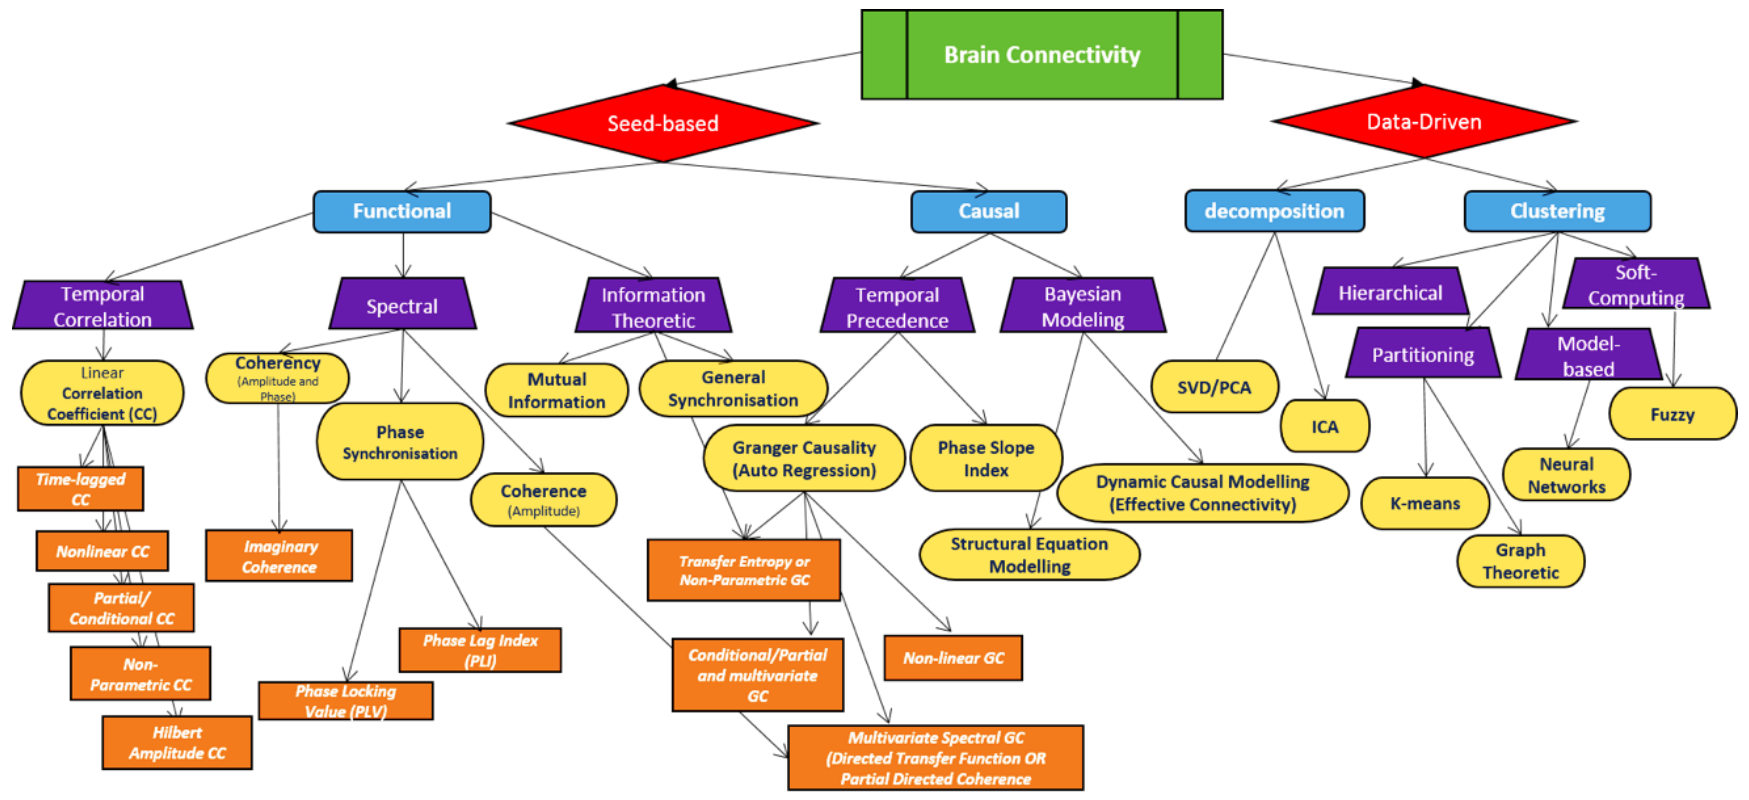 Brain Connectivity
Seed-based
Data-Driven
Functional
Causal
decomposition
Clustering
Temporal
Correlation
Spectral
Information
Theoretic
Temporal
Precedence
Bayesian
Modeling
Hierarchical
Soft-
Computing
Partitioning
Model-
based
Linear
Correlation
Coefficient (CC)
Coherency
(Amplitude and
Phase)
Phase
Synchronisation
Coherence
(Amplitude)
Mutual
Information
General
Synchronisation
Granger Causality
(Auto Regression)
Phase Slope
Index
Dynamic Causal Modelling
(Effective Connectivity)
Structural Equation
Modelling
SVD/PCA
ICA
K-means
Graph
Theoretic
Neural
Networks
Fuzzy
Time-lagged
CC
Nonlinear CC
Partial/
Conditional CC
Non-
Parametric CC
Hilbert
Amplitude CC
Imaginary
Coherence
Phase Locking
Value (PLV)
Phase Lag Index
(PLI)
Transfer Entropy or
Non-Parametric GC
Conditional/Partial
and multivariate
GC
Non-linear GC
Multivariate Spectral GC
(Directed Transfer Function OR
Partial Directed Coherence